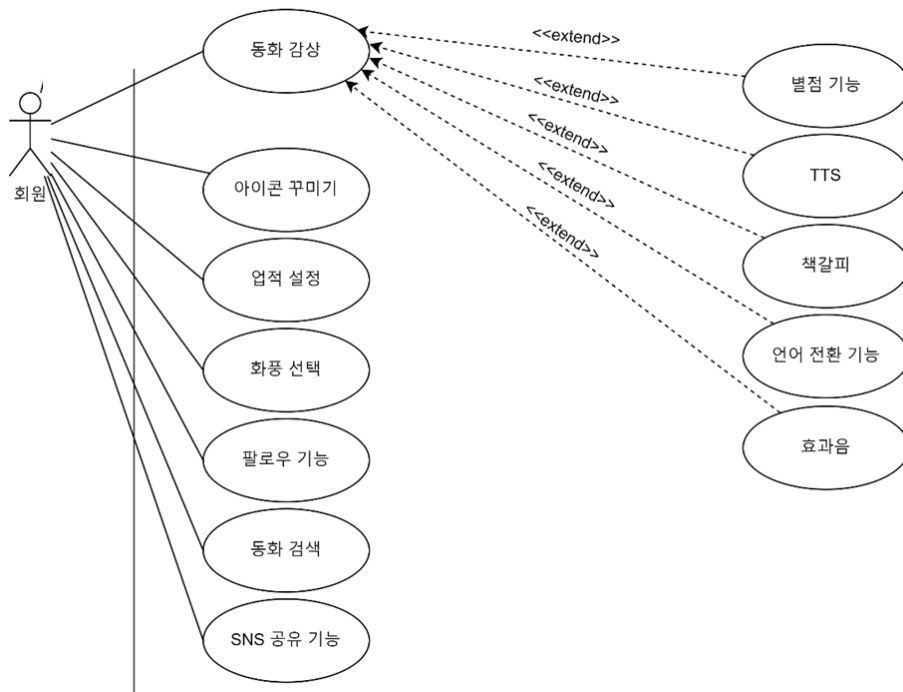 동화 감상
<<extend>>
별점 기능
<<extend>>
TTS
<<extend>>
책갈피
<<extend>>
언어 전환 기능
<<extend>>
효과음
회원
아이콘 꾸미기
업적 설정
화풍 선택
팔로우 기능
동화 검색
SNS 공유 기능